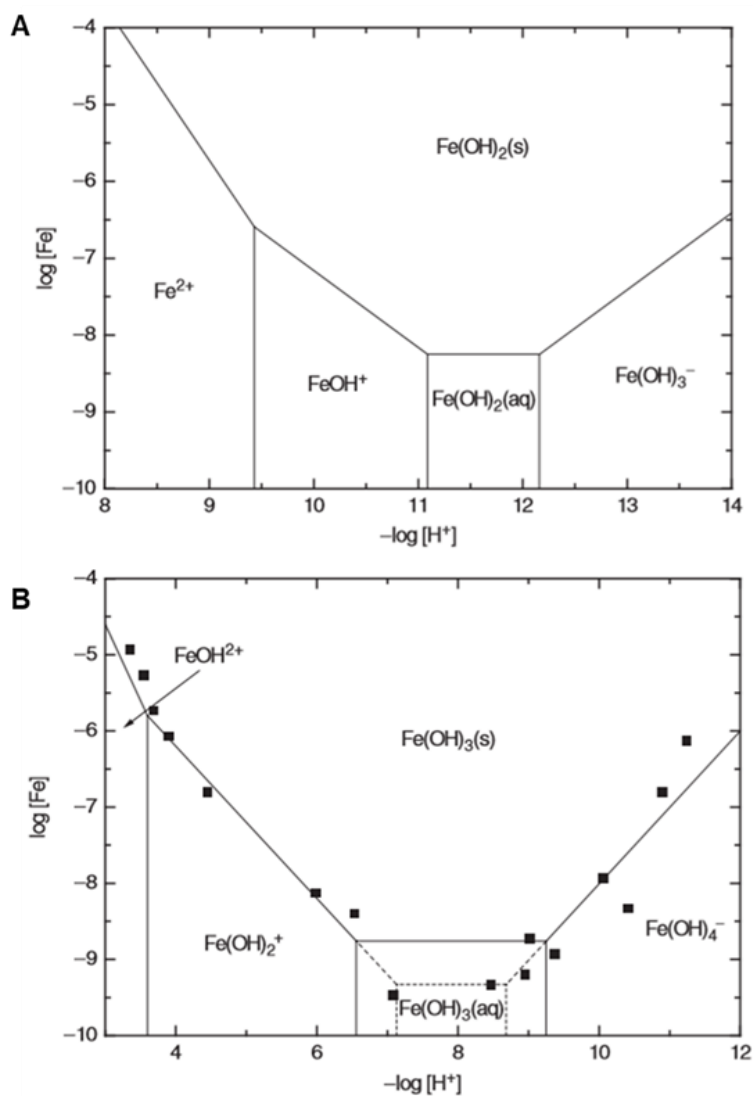 A
−4
−5
−6
−7
−8
−9
−10
log [Fe]
Fe(OH)₂(s)
Fe²⁺
FeOH⁺
Fe(OH)₂(aq)
Fe(OH)₃⁻
8 9 10 11 12 13 14
−log [H⁺]
B
−4
−5
−6
−7
−8
−9
−10
log [Fe]
FeOH²⁺
Fe(OH)₃(s)
Fe(OH)₂⁺
Fe(OH)₄⁻
Fe(OH)₃(aq)
4 6 8 10 12
−log [H⁺]